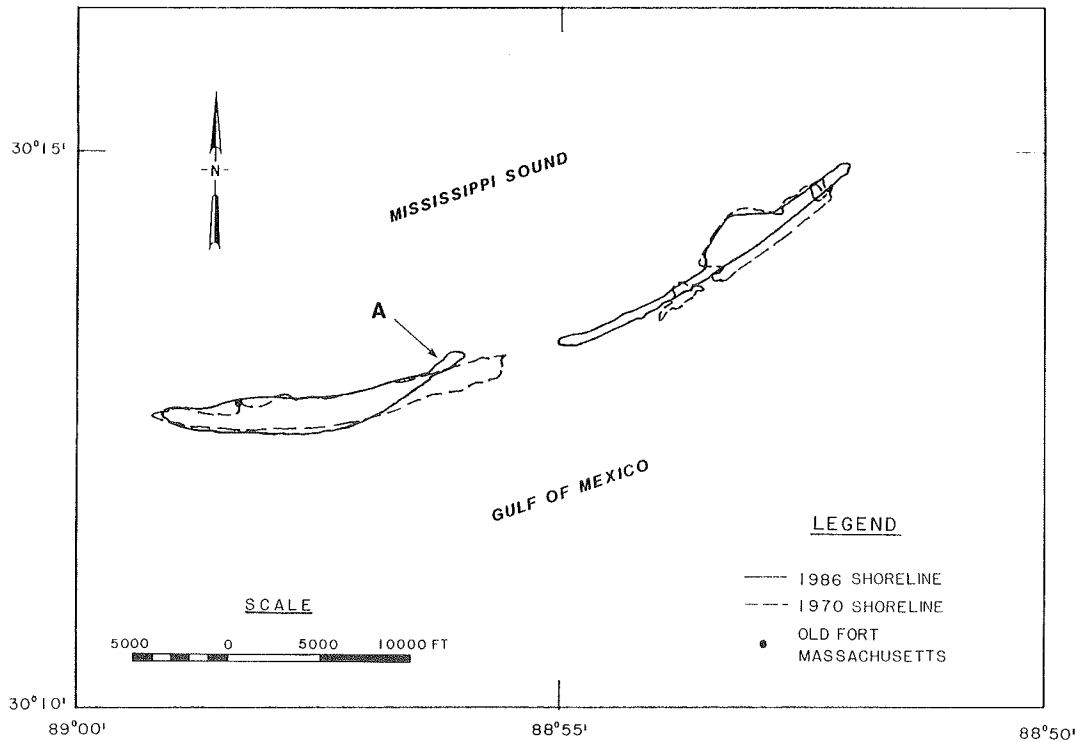 30°15'
N
MISSISSIPPI SOUND
A
GULF OF MEXICO
LEGEND
1986 SHORELINE
1970 SHORELINE
OLD FORT
MASSACHUSETTS
SCALE
5000 0 5000 10000 FT
30°10'
89°00' 88°55' 88°50'